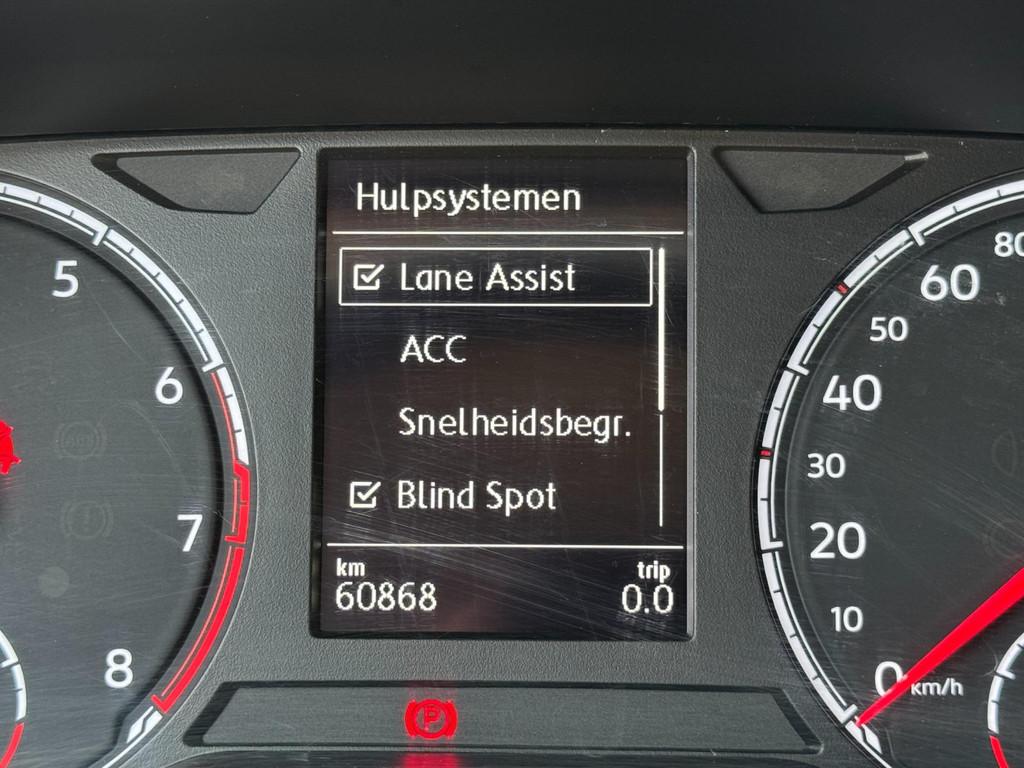 Hulpsystemen
Lane Assist
ACC
Snelheidsbegr.
Blind Spot
km
trip
60868
0.0
5
6
7
8
80
60
50
40
30
20
10
0
km/h
P